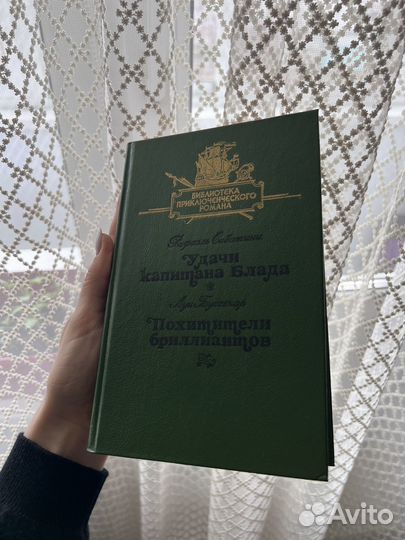 БИБЛИОТЕКА
ПРИКЛЮЧЕНЧЕСКОГО
РОМАНА
Рафаэль Сабатини
Удачи
капитана Блада
Луи Буссенар
Похитители
бриллиантов
Avito